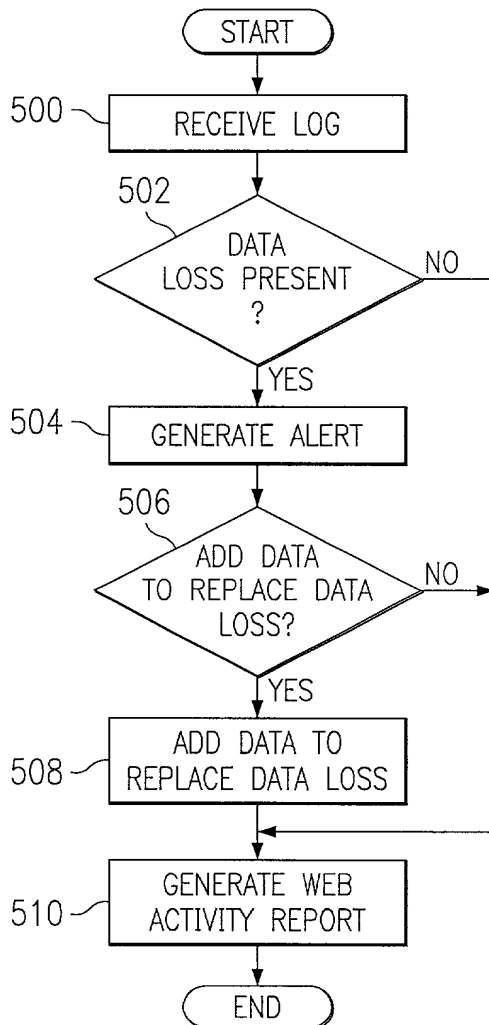 START
500
RECEIVE LOG
502
DATA
LOSS PRESENT
?
NO
YES
504
GENERATE ALERT
506
ADD DATA
TO REPLACE DATA
LOSS?
NO
YES
508
ADD DATA TO
REPLACE DATA LOSS
510
GENERATE WEB
ACTIVITY REPORT
END